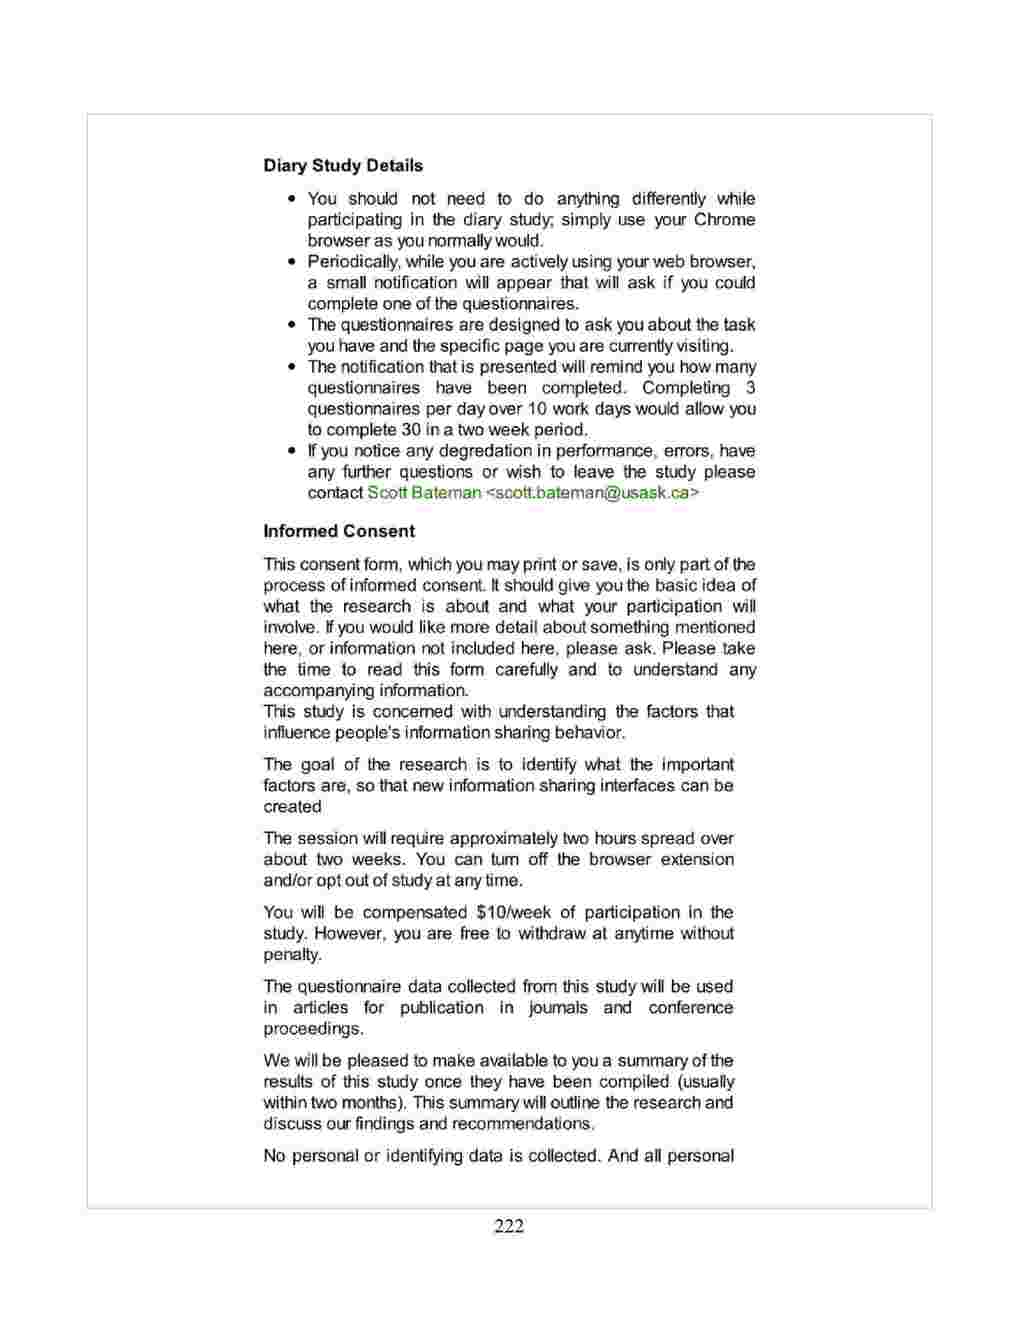 Diary Study Details
• You should not need to do anything differently while
participating in the diary study; simply use your Chrome
browser as you normally would.
• Periodically, while you are actively using your web browser,
a small notification will appear that will ask if you could
complete one of the questionnaires.
• The questionnaires are designed to ask you about the task
you have and the specific page you are currently visiting.
• The notification that is presented will remind you how many
questionnaires have been completed. Completing 3
questionnaires per day over 10 work days would allow you
to complete 30 in a two week period.
• If you notice any degredation in performance, errors, have
any further questions or wish to leave the study please
contact Scott Bateman <scott.bateman@usask.ca>
Informed Consent
This consent form, which you may print or save, is only part of the
process of informed consent. It should give you the basic idea of
what the research is about and what your participation will
involve. If you would like more detail about something mentioned
here, or information not included here, please ask. Please take
the time to read this form carefully and to understand any
accompanying information.
This study is concerned with understanding the factors that
influence people's information sharing behavior.
The goal of the research is to identify what the important
factors are, so that new information sharing interfaces can be
created
The session will require approximately two hours spread over
about two weeks. You can turn off the browser extension
and/or opt out of study at any time.
You will be compensated $10/week of participation in the
study. However, you are free to withdraw at anytime without
penalty.
The questionnaire data collected from this study will be used
in articles for publication in journals and conference
proceedings.
We will be pleased to make available to you a summary of the
results of this study once they have been compiled (usually
within two months). This summary will outline the research and
discuss our findings and recommendations.
No personal or identifying data is collected. And all personal
222